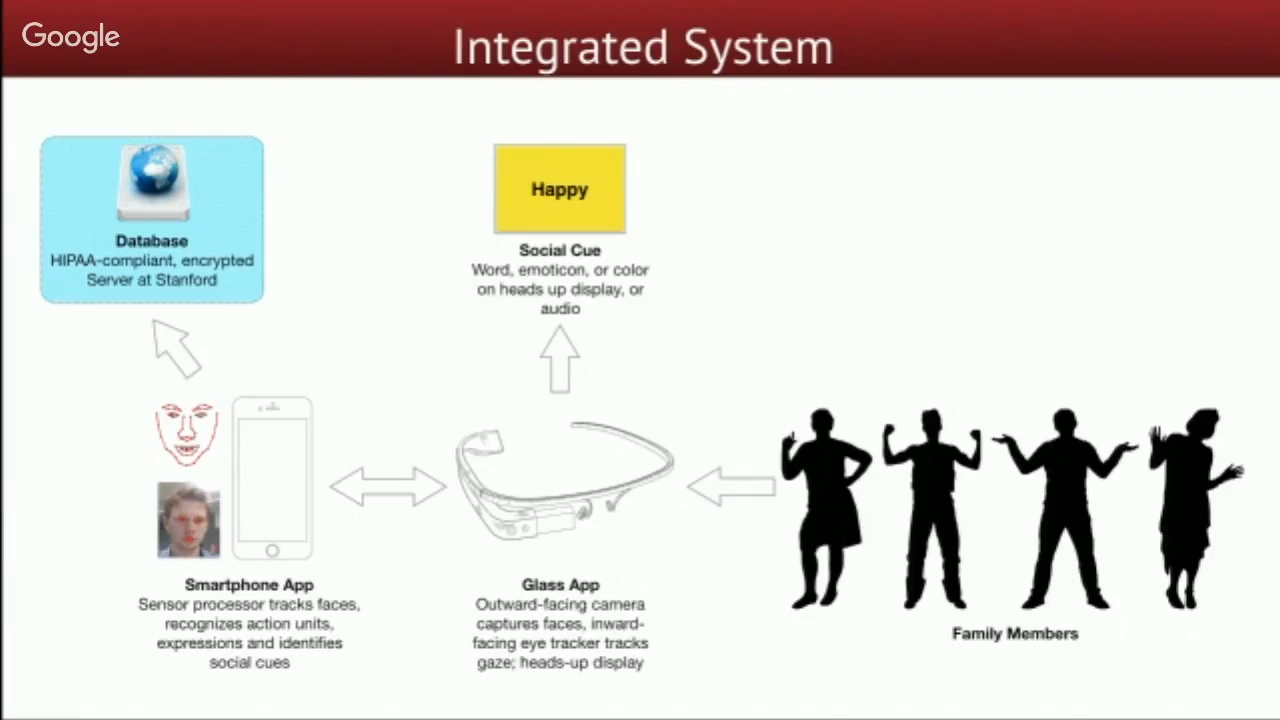 Google
Integrated System
Database
HIPAA-compliant, encrypted
Server at Stanford
Happy
Social Cue
Word, emoticon, or color
on heads up display, or
audio
Smartphone App
Sensor processor tracks faces,
recognizes action units,
expressions and identifies
social cues
Glass App
Outward-facing camera
captures faces, inward-
facing eye tracker tracks
gaze; heads-up display
Family Members